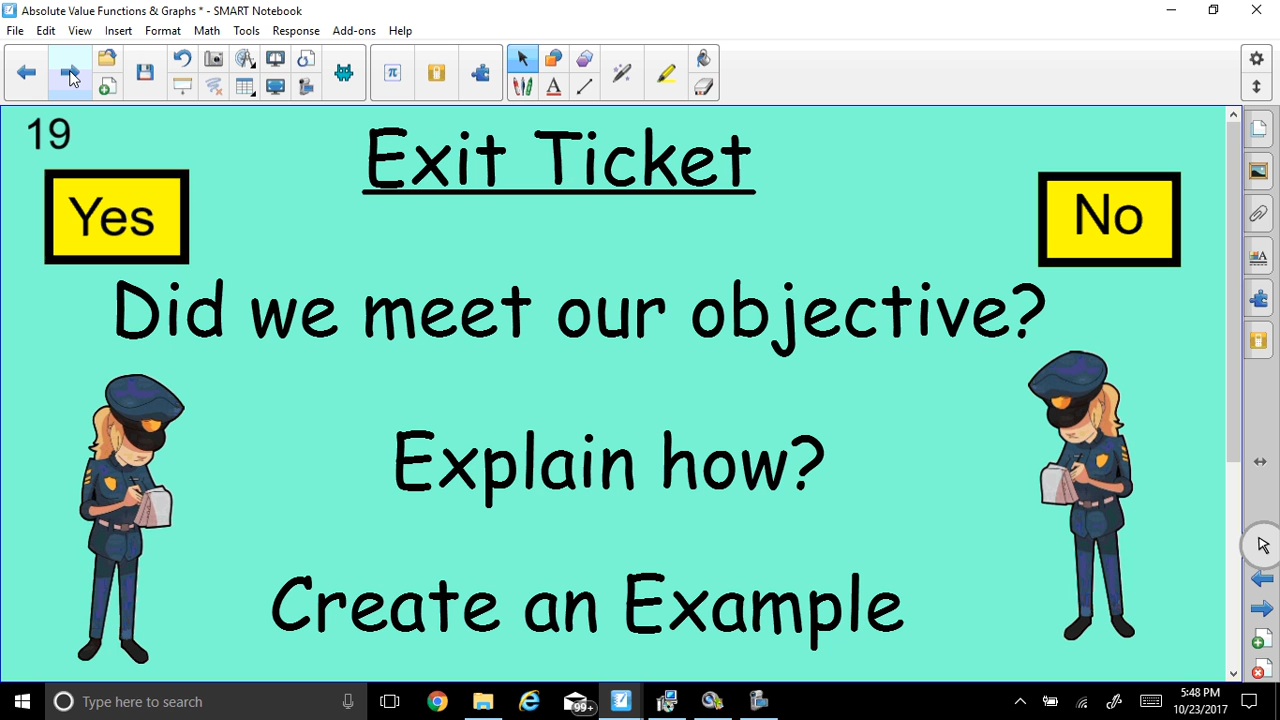 Absolute Value Functions & Graphs * - SMART Notebook
File Edit View Insert Format Math Tools Response Add-ons Help
π
A
19
Exit Ticket
Yes
No
Did we meet our objective?
Explain how?
Create an Example
Type here to search
99+
5:48 PM
10/23/2017